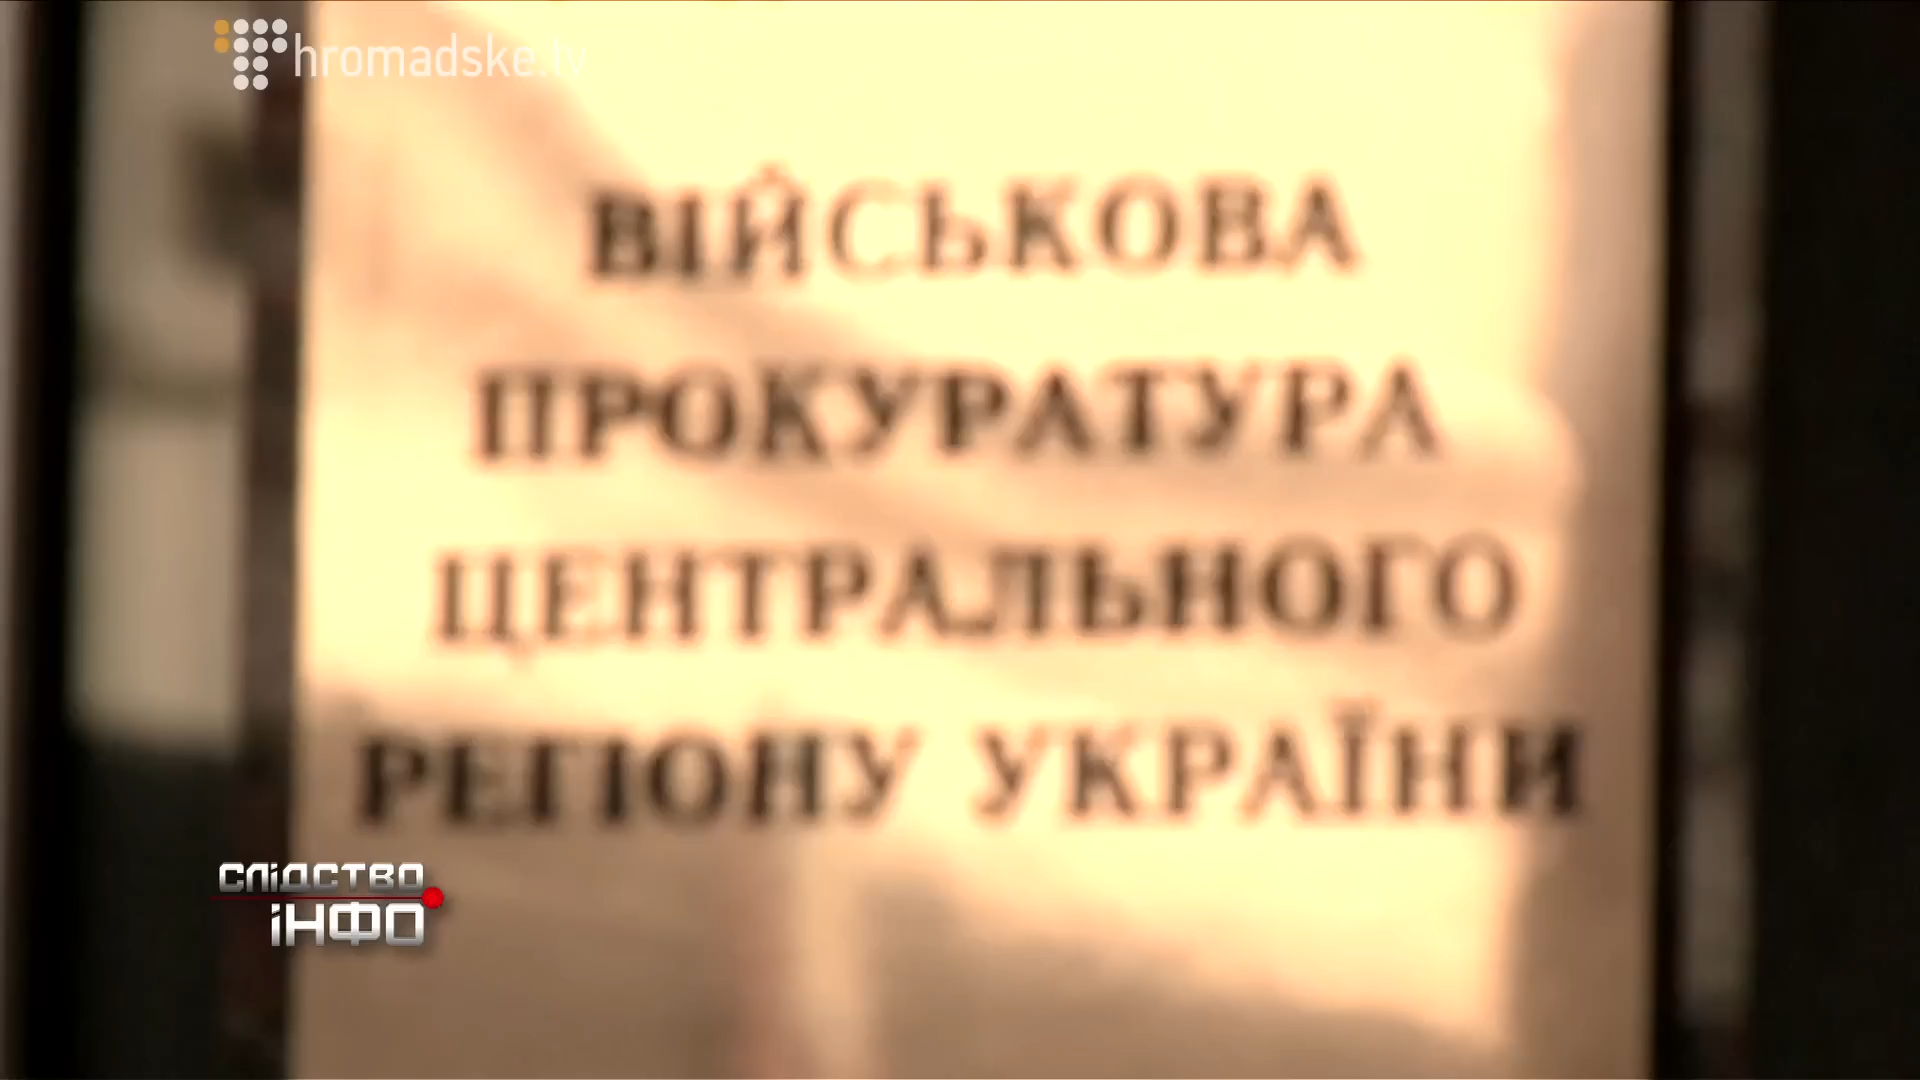 hromadske.tv
ВІЙСЬКОВА
ПРОКУРАТУРА
ЦЕНТРАЛЬНОГО
РЕГІОНУ УКРАЇНИ
СЛІДСТВО
ІНФО